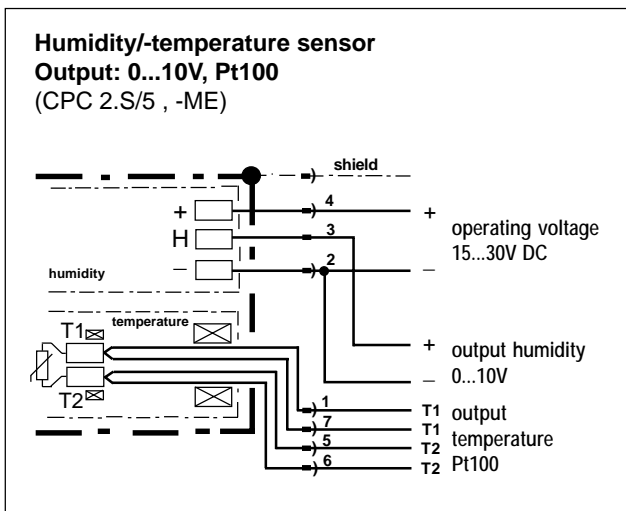 Humidity/-temperature sensor
Output: 0...10V, Pt100
(CPC 2.S/5 , -ME)
shield
+ 4 +
operating voltage
H 3
15...30V DC
– 2 –
humidity
temperature
T1
+
output humidity
0...10V
–
T2
1 T1
output
7 T1
temperature
5 T2
Pt100
6 T2